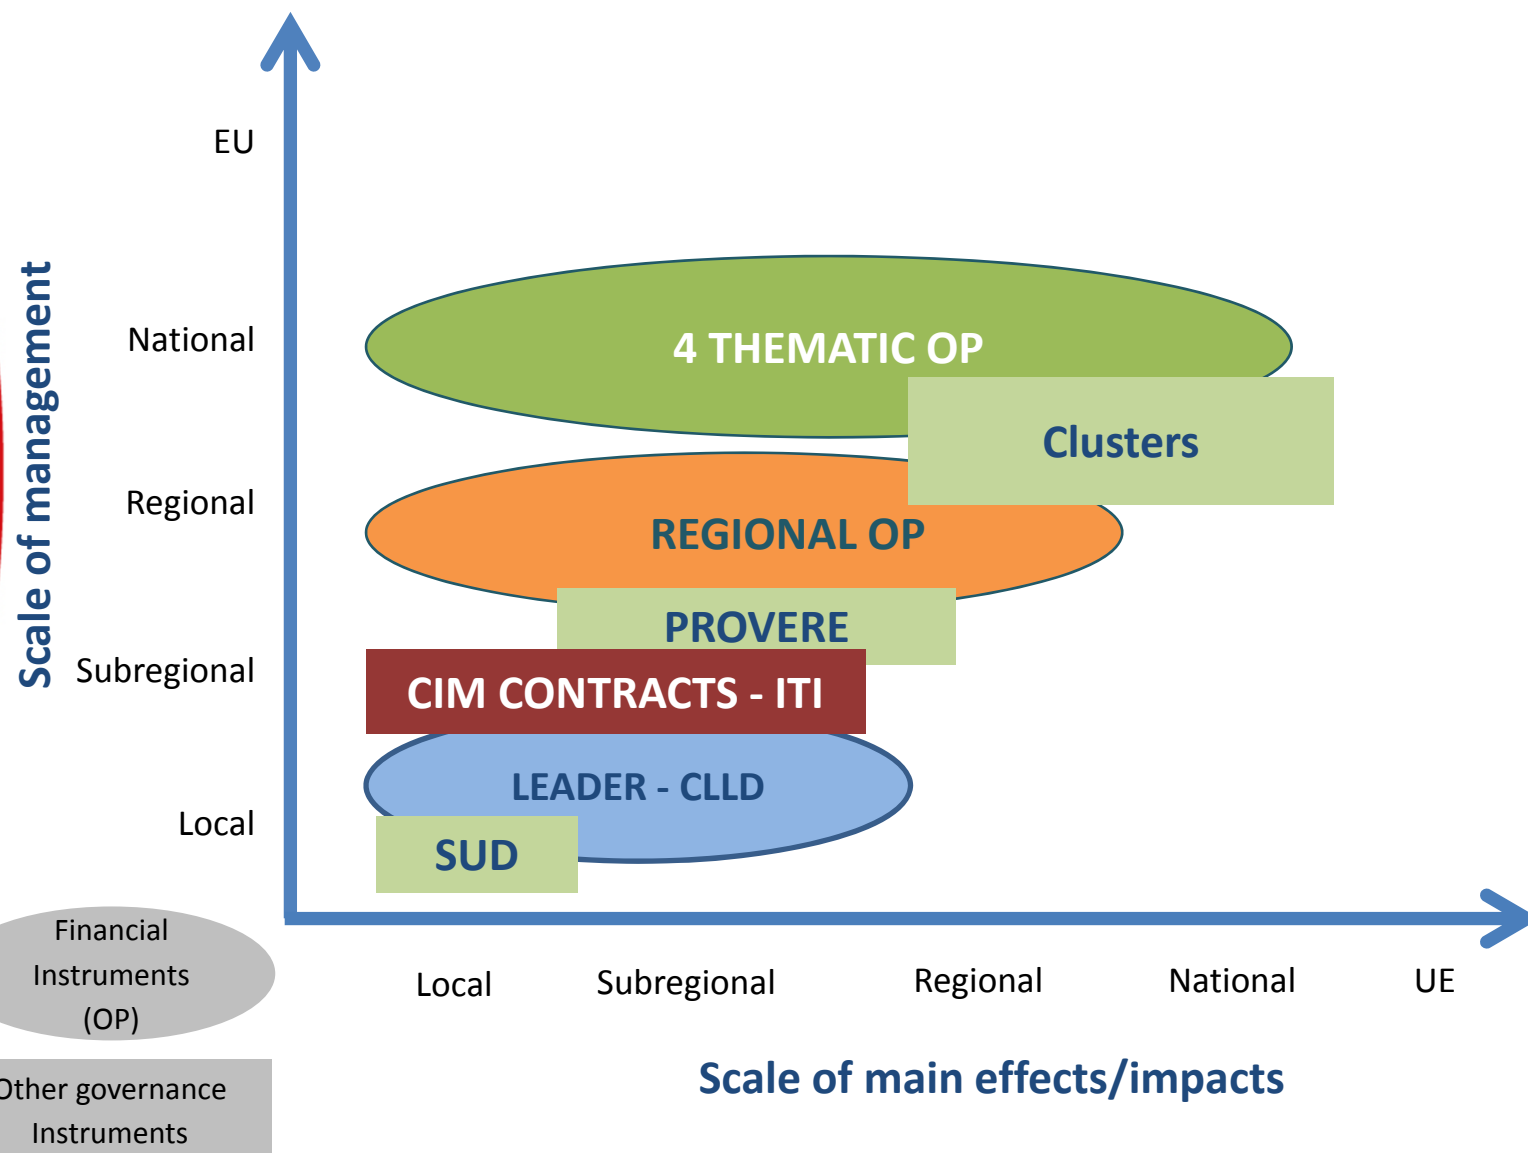 EU
National
Regional
Subregional
Local
Scale of management
4 THEMATIC OP
Clusters
REGIONAL OP
PROVERE
CIM CONTRACTS - ITI
LEADER - CLLD
SUD
Financial
Instruments
(OP)
Other governance
Instruments
Local
Subregional
Regional
National
UE
Scale of main effects/impacts